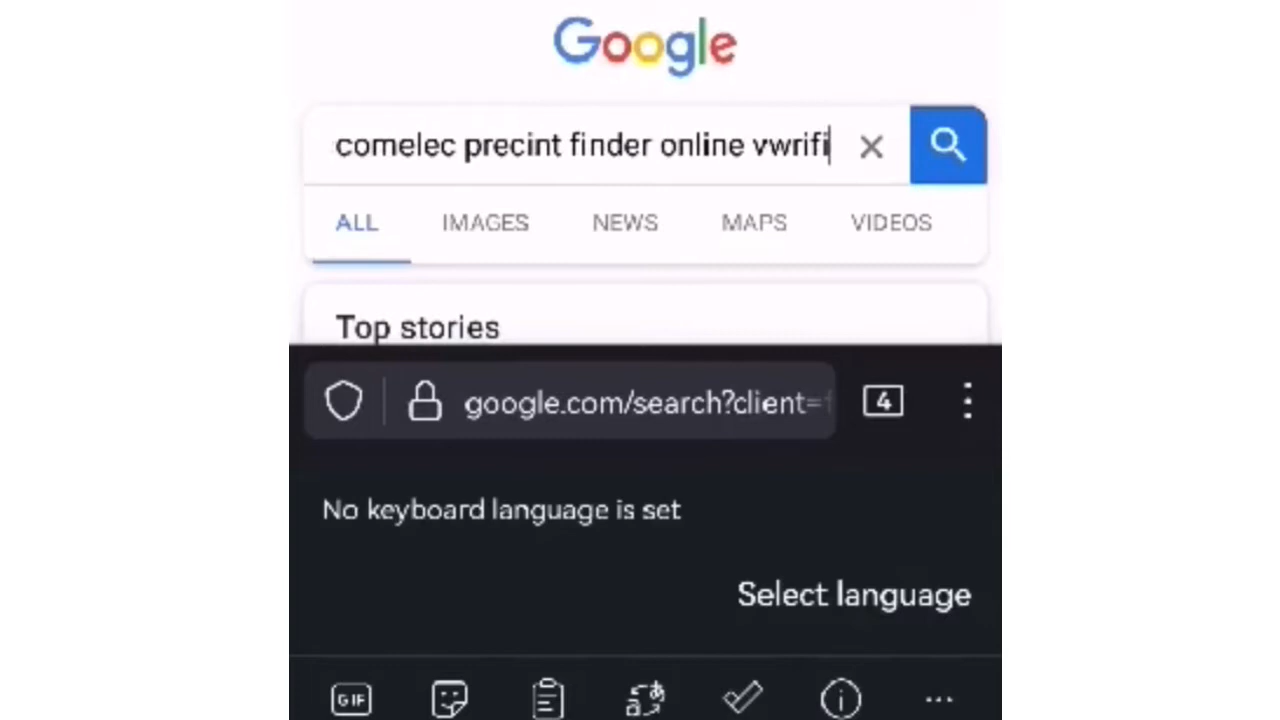 Google
comelec precint finder online vwrifi
ALL IMAGES NEWS MAPS VIDEOS
Top stories
google.com/search?client=
4
No keyboard language is set
Select language
GIF